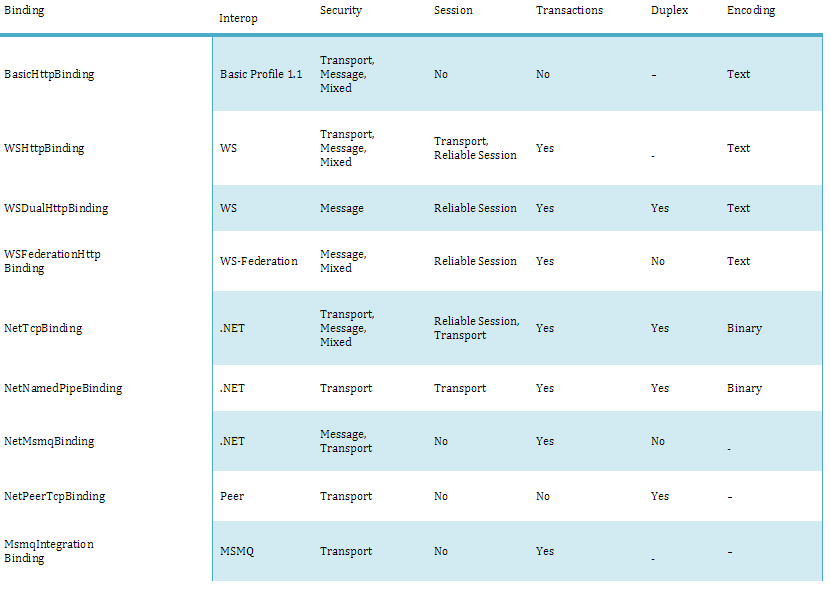 Binding Interop Security Session Transactions Duplex Encoding
BasicHttpBinding Basic Profile 1.1 Transport, Message, Mixed No No – Text
WSHttpBinding WS Transport, Message, Mixed Transport, Reliable Session Yes - Text
WSDualHttpBinding WS Message Reliable Session Yes Yes Text
WSFederationHttp Binding WS-Federation Message, Mixed Reliable Session Yes No Text
NetTcpBinding .NET Transport, Message, Mixed Reliable Session, Transport Yes Yes Binary
NetNamedPipeBinding .NET Transport Transport Yes Yes Binary
NetMsmqBinding .NET Message, Transport No Yes No -
NetPeerTcpBinding Peer Transport No No Yes –
MsmqIntegration Binding MSMQ Transport No Yes - –